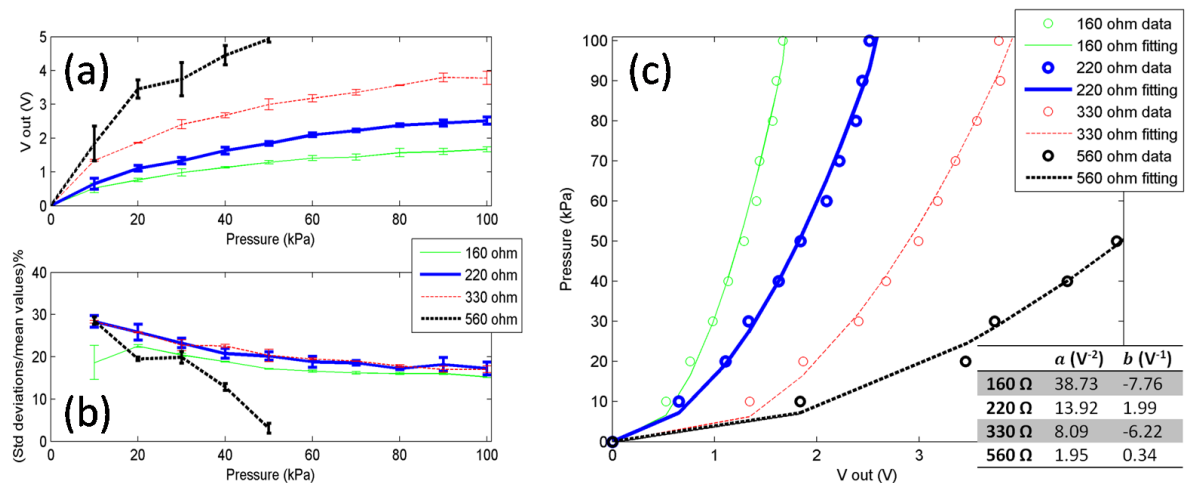 (a)
V out (V)
5
4
3
2
1
0
0
20
40
60
80
100
Pressure (kPa)
(b)
(Std deviations/mean values)%
40
30
20
10
0
0
20
40
60
80
100
Pressure (kPa)
160 ohm
220 ohm
330 ohm
560 ohm
(c)
Pressure (kPa)
100
90
80
70
60
50
40
30
20
10
0
0
1
2
3
V out (V)
160 ohm data
160 ohm fitting
220 ohm data
220 ohm fitting
330 ohm data
330 ohm fitting
560 ohm data
560 ohm fitting
a (V-2) b (V-1)
160 Ω 38.73 -7.76
220 Ω 13.92 1.99
330 Ω 8.09 -6.22
560 Ω 1.95 0.34